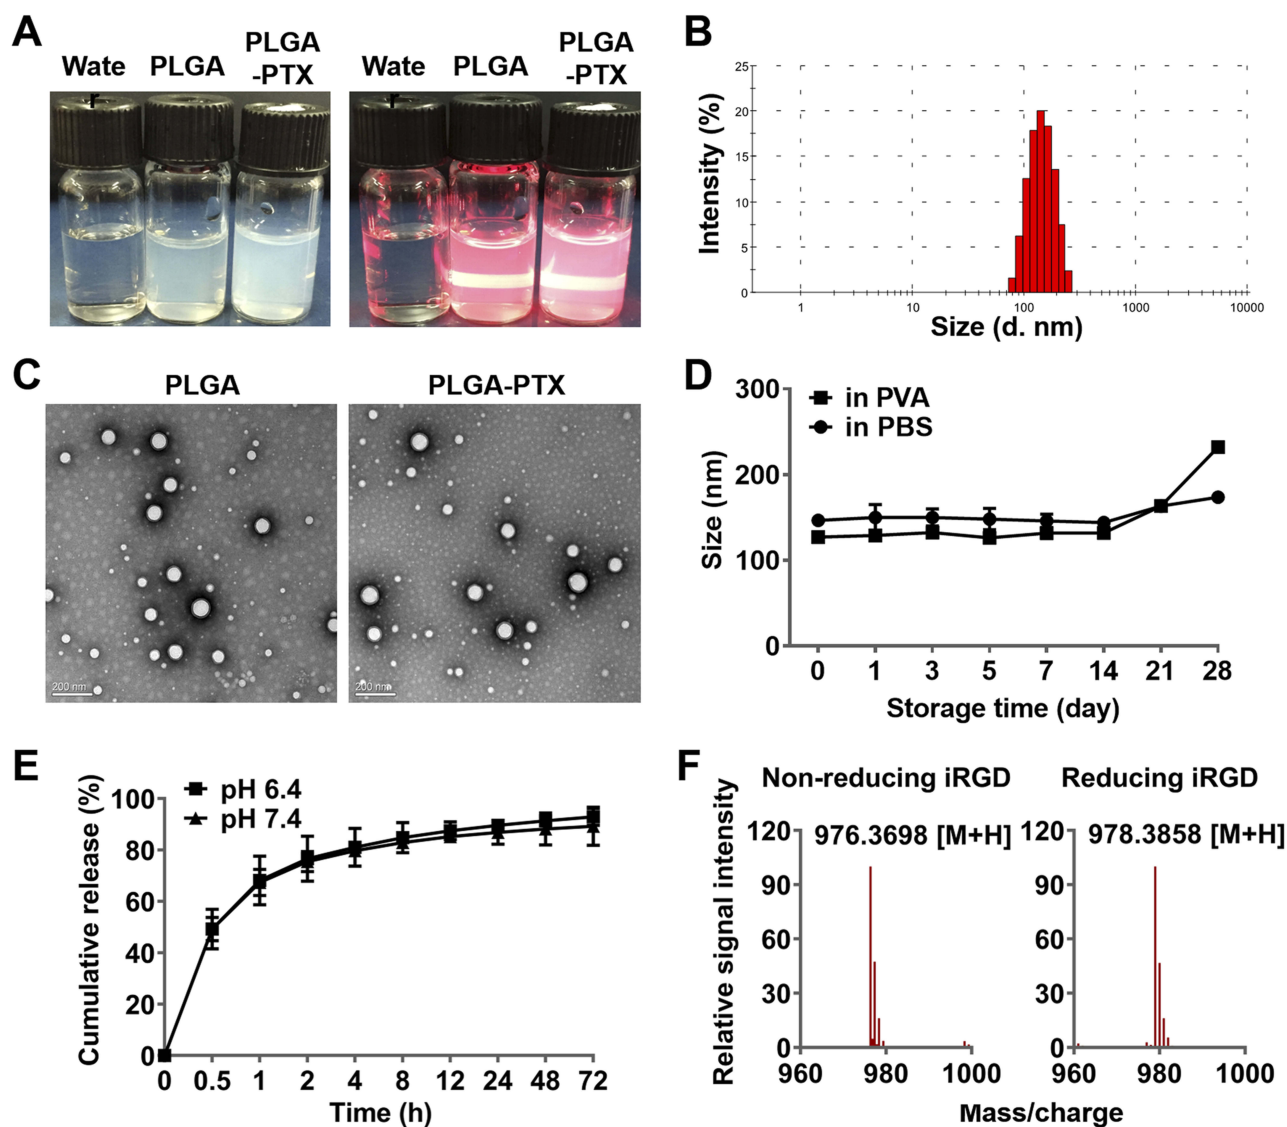 A
Wate
r
PLGA
PLGA
-PTX
Wate
r
PLGA
PLGA
-PTX
B
Intensity (%)
25
20
15
10
5
0
1
10
100
1000
10000
Size (d. nm)
C
PLGA
PLGA-PTX
200 nm
200 nm
D
in PVA
in PBS
Size (nm)
300
200
100
0
0
1
3
5
7
14
21
28
Storage time (day)
E
pH 6.4
pH 7.4
Cumulative release (%)
100
80
60
40
20
0
0
0.5
1
2
4
8
12
24
48
72
Time (h)
F
Non-reducing iRGD
Reducing iRGD
Relative signal intensity
976.3698 [M+H]
978.3858 [M+H]
120
90
60
30
0
960
980
1000
120
90
60
30
0
960
980
1000
Mass/charge